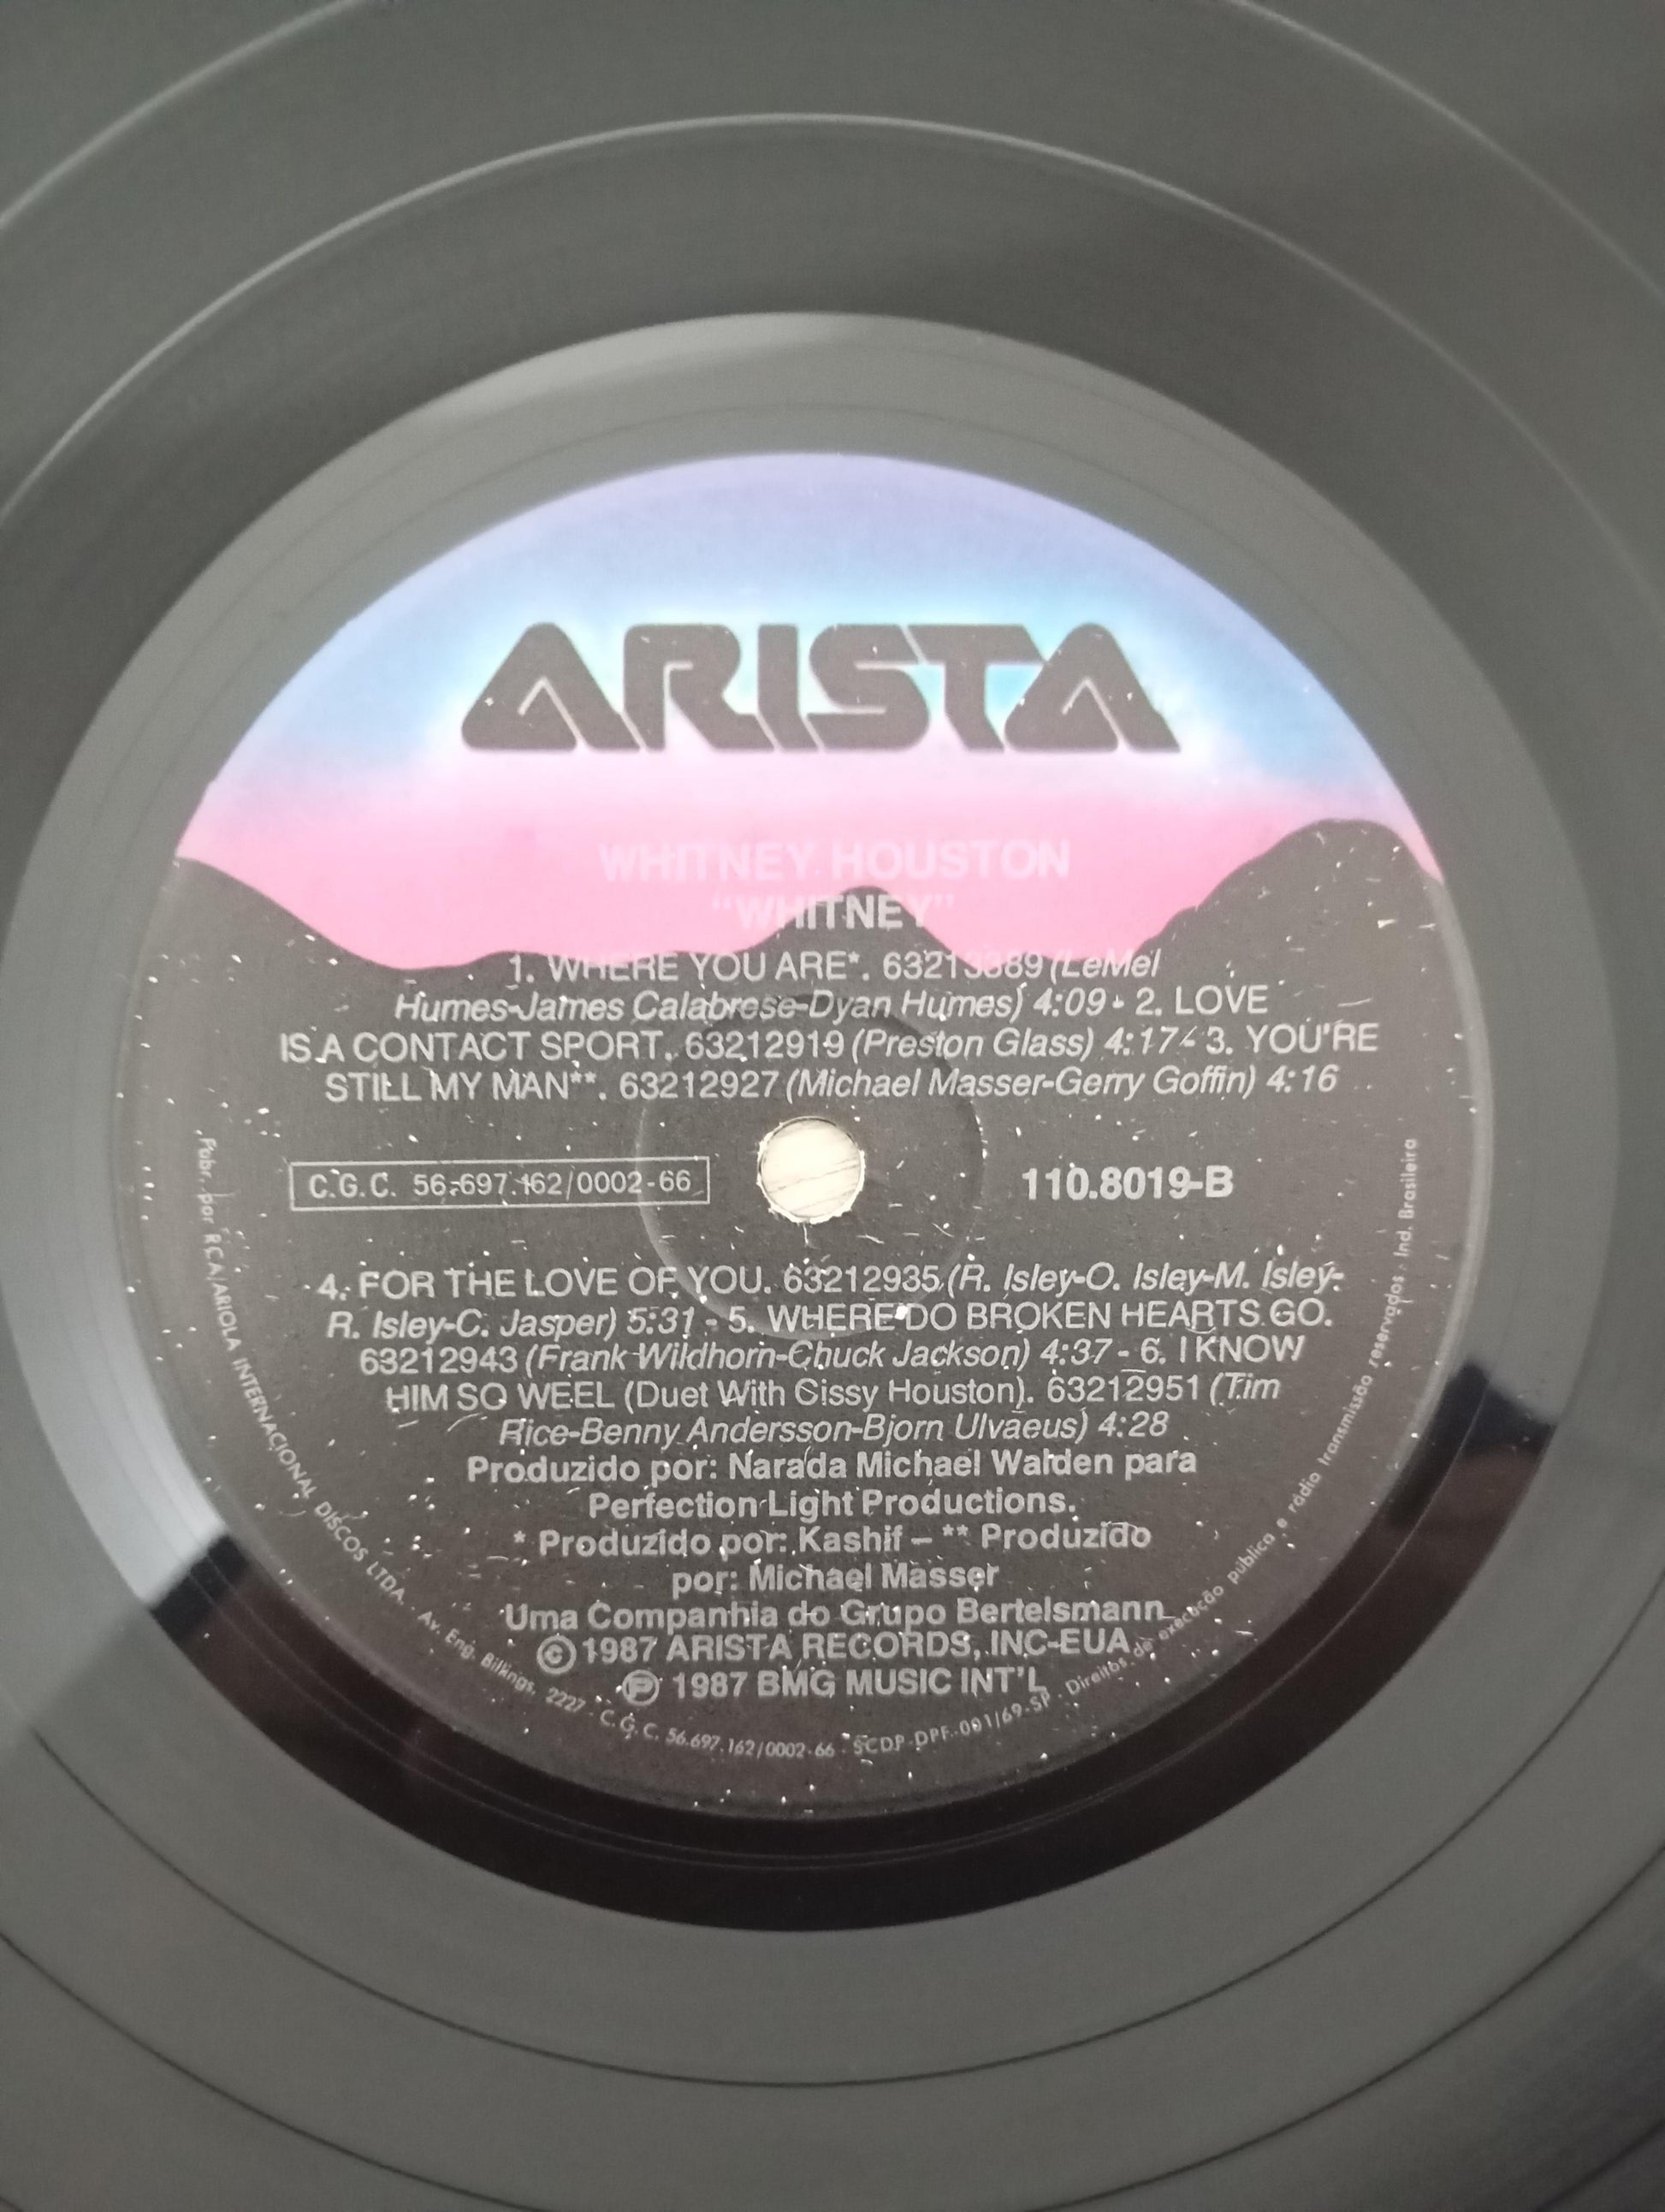 ARISTA
WHITNEY HOUSTON
"WHITNEY"
1. WHERE YOU ARE*. 63213389 (LeMel
Humes-James Calabrese-Dyan Humes) 4:09 - 2. LOVE
IS A CONTACT SPORT. 63212919 (Preston Glass) 4:17 - 3. YOU'RE
STILL MY MAN**. 63212927 (Michael Masser-Gerry Goffin) 4:16
C.G.C. 56.697.162/0002-66
110.8019-B
4. FOR THE LOVE OF YOU. 63212935 (R. Isley-O. Isley-M. Isley-
R. Isley-C. Jasper) 5:31 - 5. WHERE DO BROKEN HEARTS GO.
63212943 (Frank Wildhorn-Chuck Jackson) 4:37 - 6. I KNOW
HIM SO WEEL (Duet With Cissy Houston). 63212951 (Tim
Rice-Benny Andersson-Bjorn Ulvaeus) 4:28
Produzido por: Narada Michael Walden para
Perfection Light Productions.
* Produzido por: Kashif – ** Produzido
por: Michael Masser
Uma Companhia do Grupo Bertelsmann
© 1987 ARISTA RECORDS, INC-EUA
℗ 1987 BMG MUSIC INT'L
Fabr. por RCA/ARIOLA INTERNACIONAL DISCOS LTDA. - Av. Eng. Billings, 2227 - C.G.C. 56.697.162/0002-66 - SCDP-DPF-001/69-SP - Direitos de execução pública e rádio transmissão reservados - Ind. Brasileira